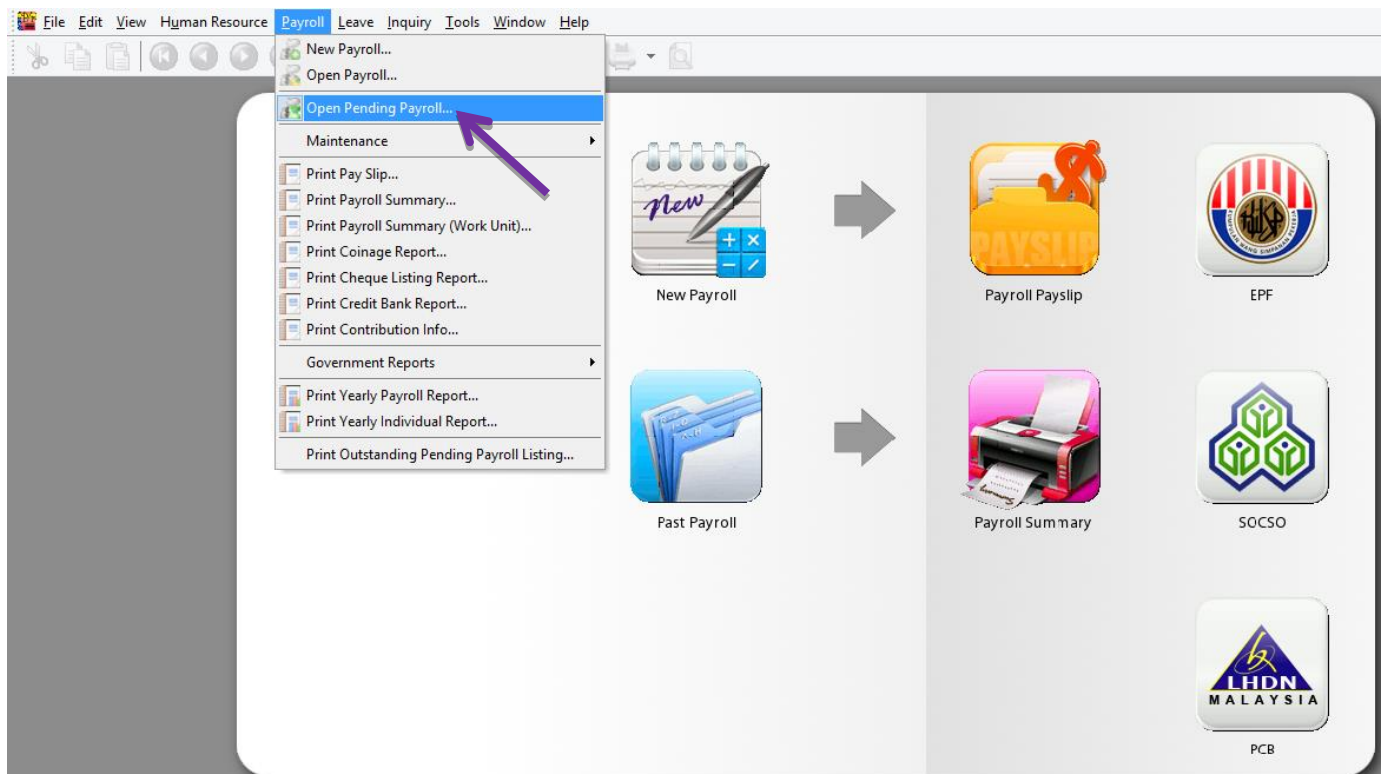 File Edit View Human Resource Payroll Leave Inquiry Tools Window Help
New Payroll...
Open Payroll...
Open Pending Payroll...
Maintenance
Print Pay Slip...
Print Payroll Summary...
Print Payroll Summary (Work Unit)...
Print Coinage Report...
Print Cheque Listing Report...
Print Credit Bank Report...
Print Contribution Info...
Government Reports
Print Yearly Payroll Report...
Print Yearly Individual Report...
Print Outstanding Pending Payroll Listing...
New
New Payroll
PAYSLIP
Payroll Payslip
EPF
Past Payroll
Summary
Payroll Summary
SOCSO
LHDN
MALAYSIA
PCB